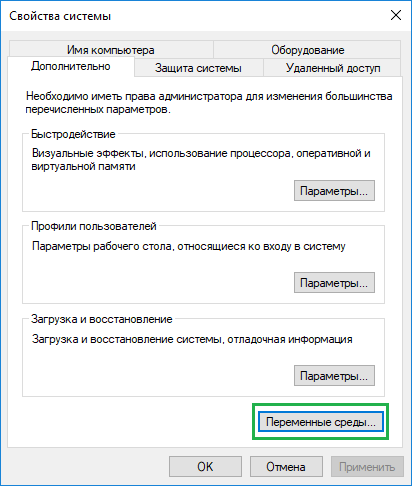 Свойства системы
Имя компьютера
Оборудование
Дополнительно
Защита системы
Удаленный доступ
Необходимо иметь права администратора для изменения большинства
перечисленных параметров.
Быстродействие
Визуальные эффекты, использование процессора, оперативной и
виртуальной памяти
Параметры...
Профили пользователей
Параметры рабочего стола, относящиеся ко входу в систему
Параметры...
Загрузка и восстановление
Загрузка и восстановление системы, отладочная информация
Параметры...
Переменные среды...
OK
Отмена
Применить